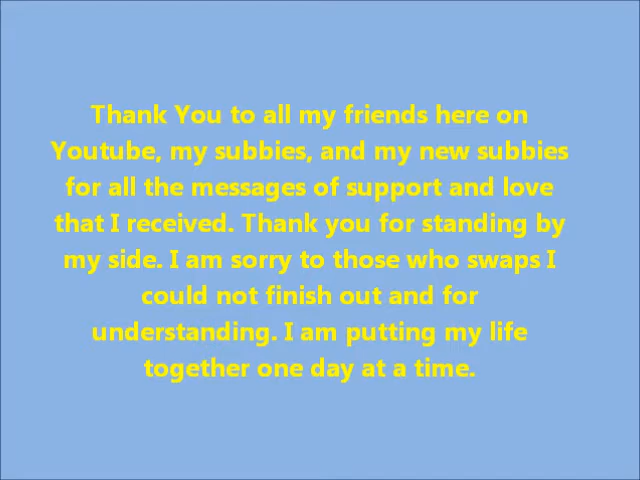 Thank You to all my friends here on
Youtube, my subbies, and my new subbies
for all the messages of support and love
that I received. Thank you for standing by
my side. I am sorry to those who swaps I
could not finish out and for
understanding. I am putting my life
together one day at a time.